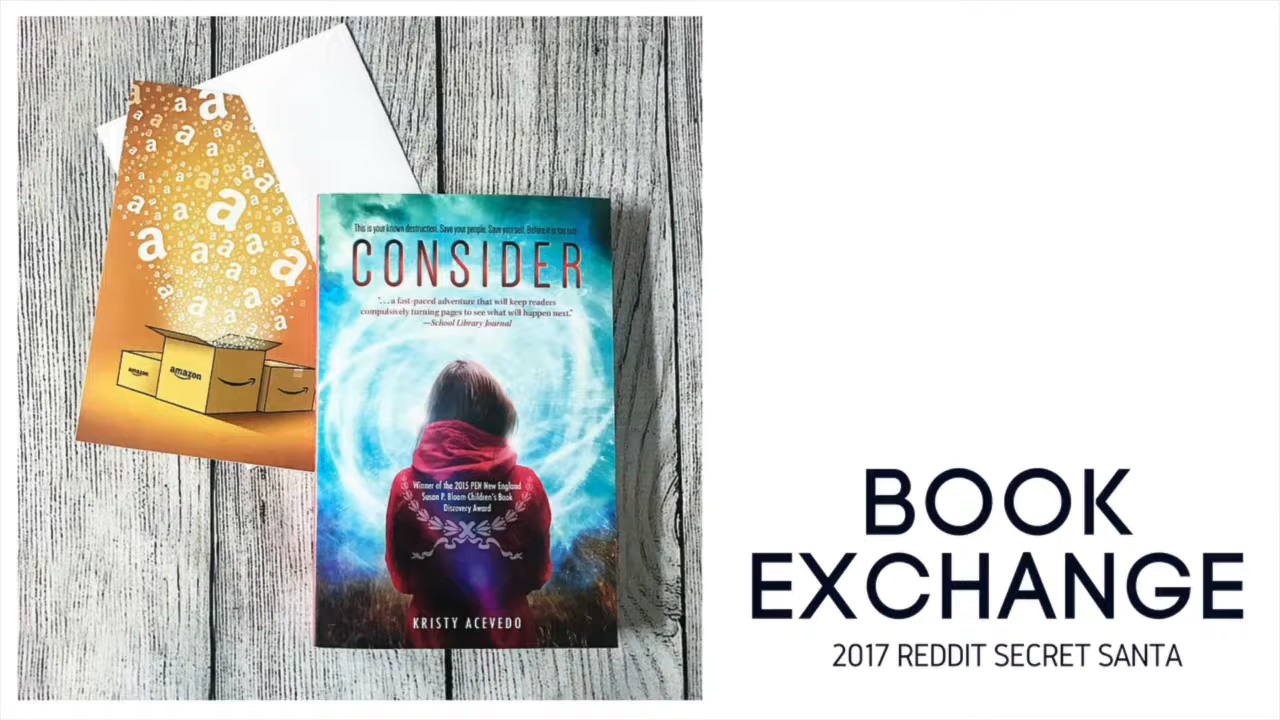 This is your known destruction. Save your people. Save yourself. Before it is too late.
CONSIDER
"... a fast-paced adventure that will keep readers
compulsively turning pages to see what will happen next."
—School Library Journal
Winner of the 2015 PEN New England
Susan P. Bloom Children's Book
Discovery Award
KRISTY ACEVEDO
amazon
amazon
BOOK
EXCHANGE
2017 REDDIT SECRET SANTA